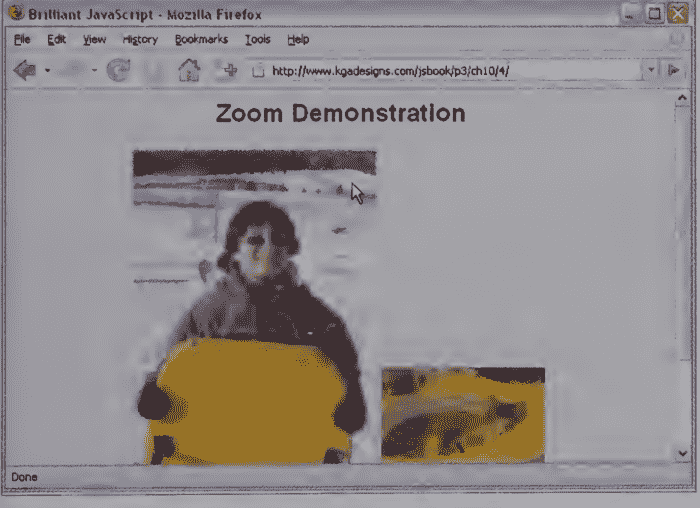 Brilliant JavaScript - Mozilla Firefox
File Edit View History Bookmarks Tools Help
http://www.kgadesigns.com/jsbook/p3/ch10/4/
Zoom Demonstration
Done